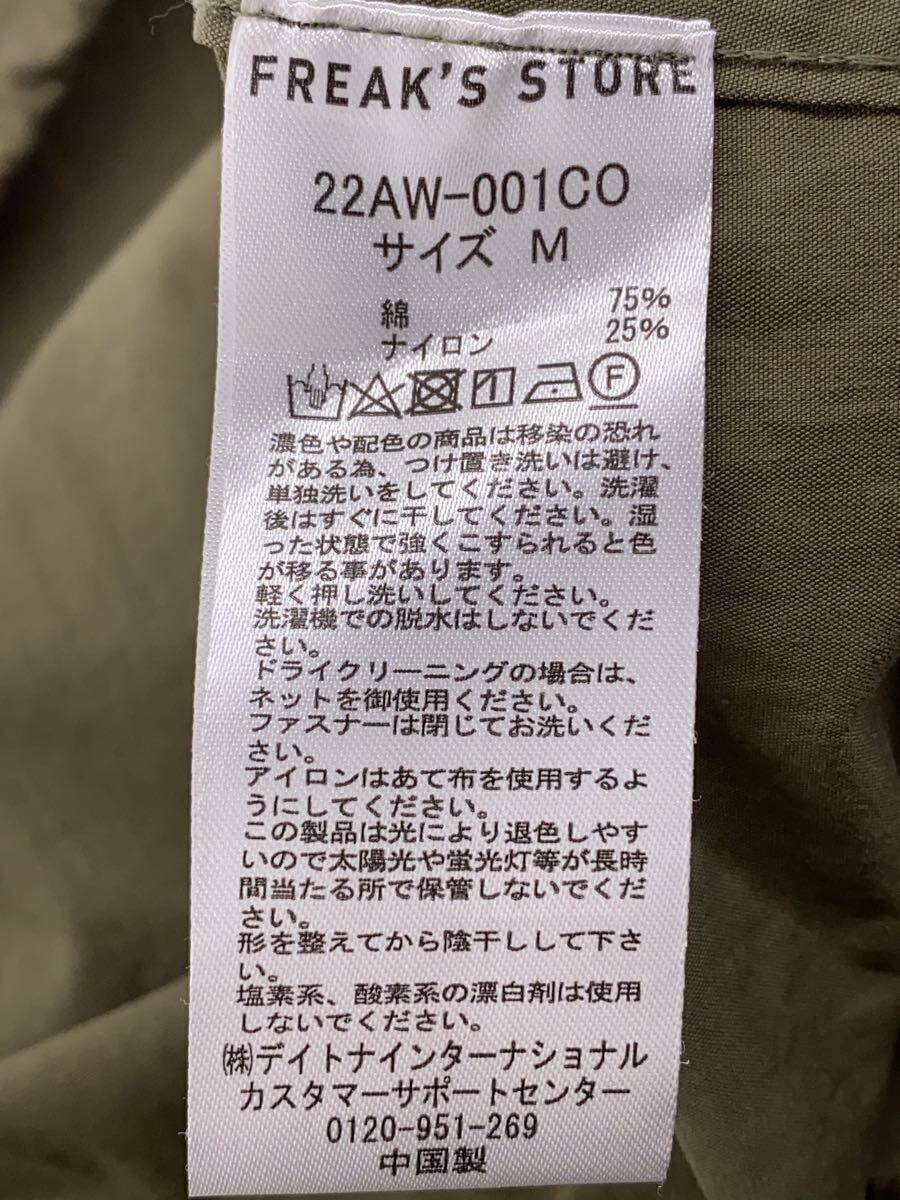 FREAK'S STORE
22AW-001CO
サイズ M
綿 75%
ナイロン 25%
F
濃色や配色の商品は移染の恐れ
がある為、つけ置き洗いは避け、
単独洗いをしてください。洗濯
後はすぐに干してください。湿
った状態で強くこすられると色
が移る事があります。
軽く押し洗いしてください。
洗濯機での脱水はしないでくだ
さい。
ドライクリーニングの場合は、
ネットを御使用ください。
ファスナーは閉じてお洗いくだ
さい。
アイロンはあて布を使用するよ
うにしてください。
この製品は光により退色しやす
いので太陽光や蛍光灯等が長時
間当たる所で保管しないでくだ
さい。
形を整えてから陰干しして下さ
い。
塩素系、酸素系の漂白剤は使用
しないでください。
㈱デイトナインターナショナル
カスタマーサポートセンター
0120-951-269
中国製